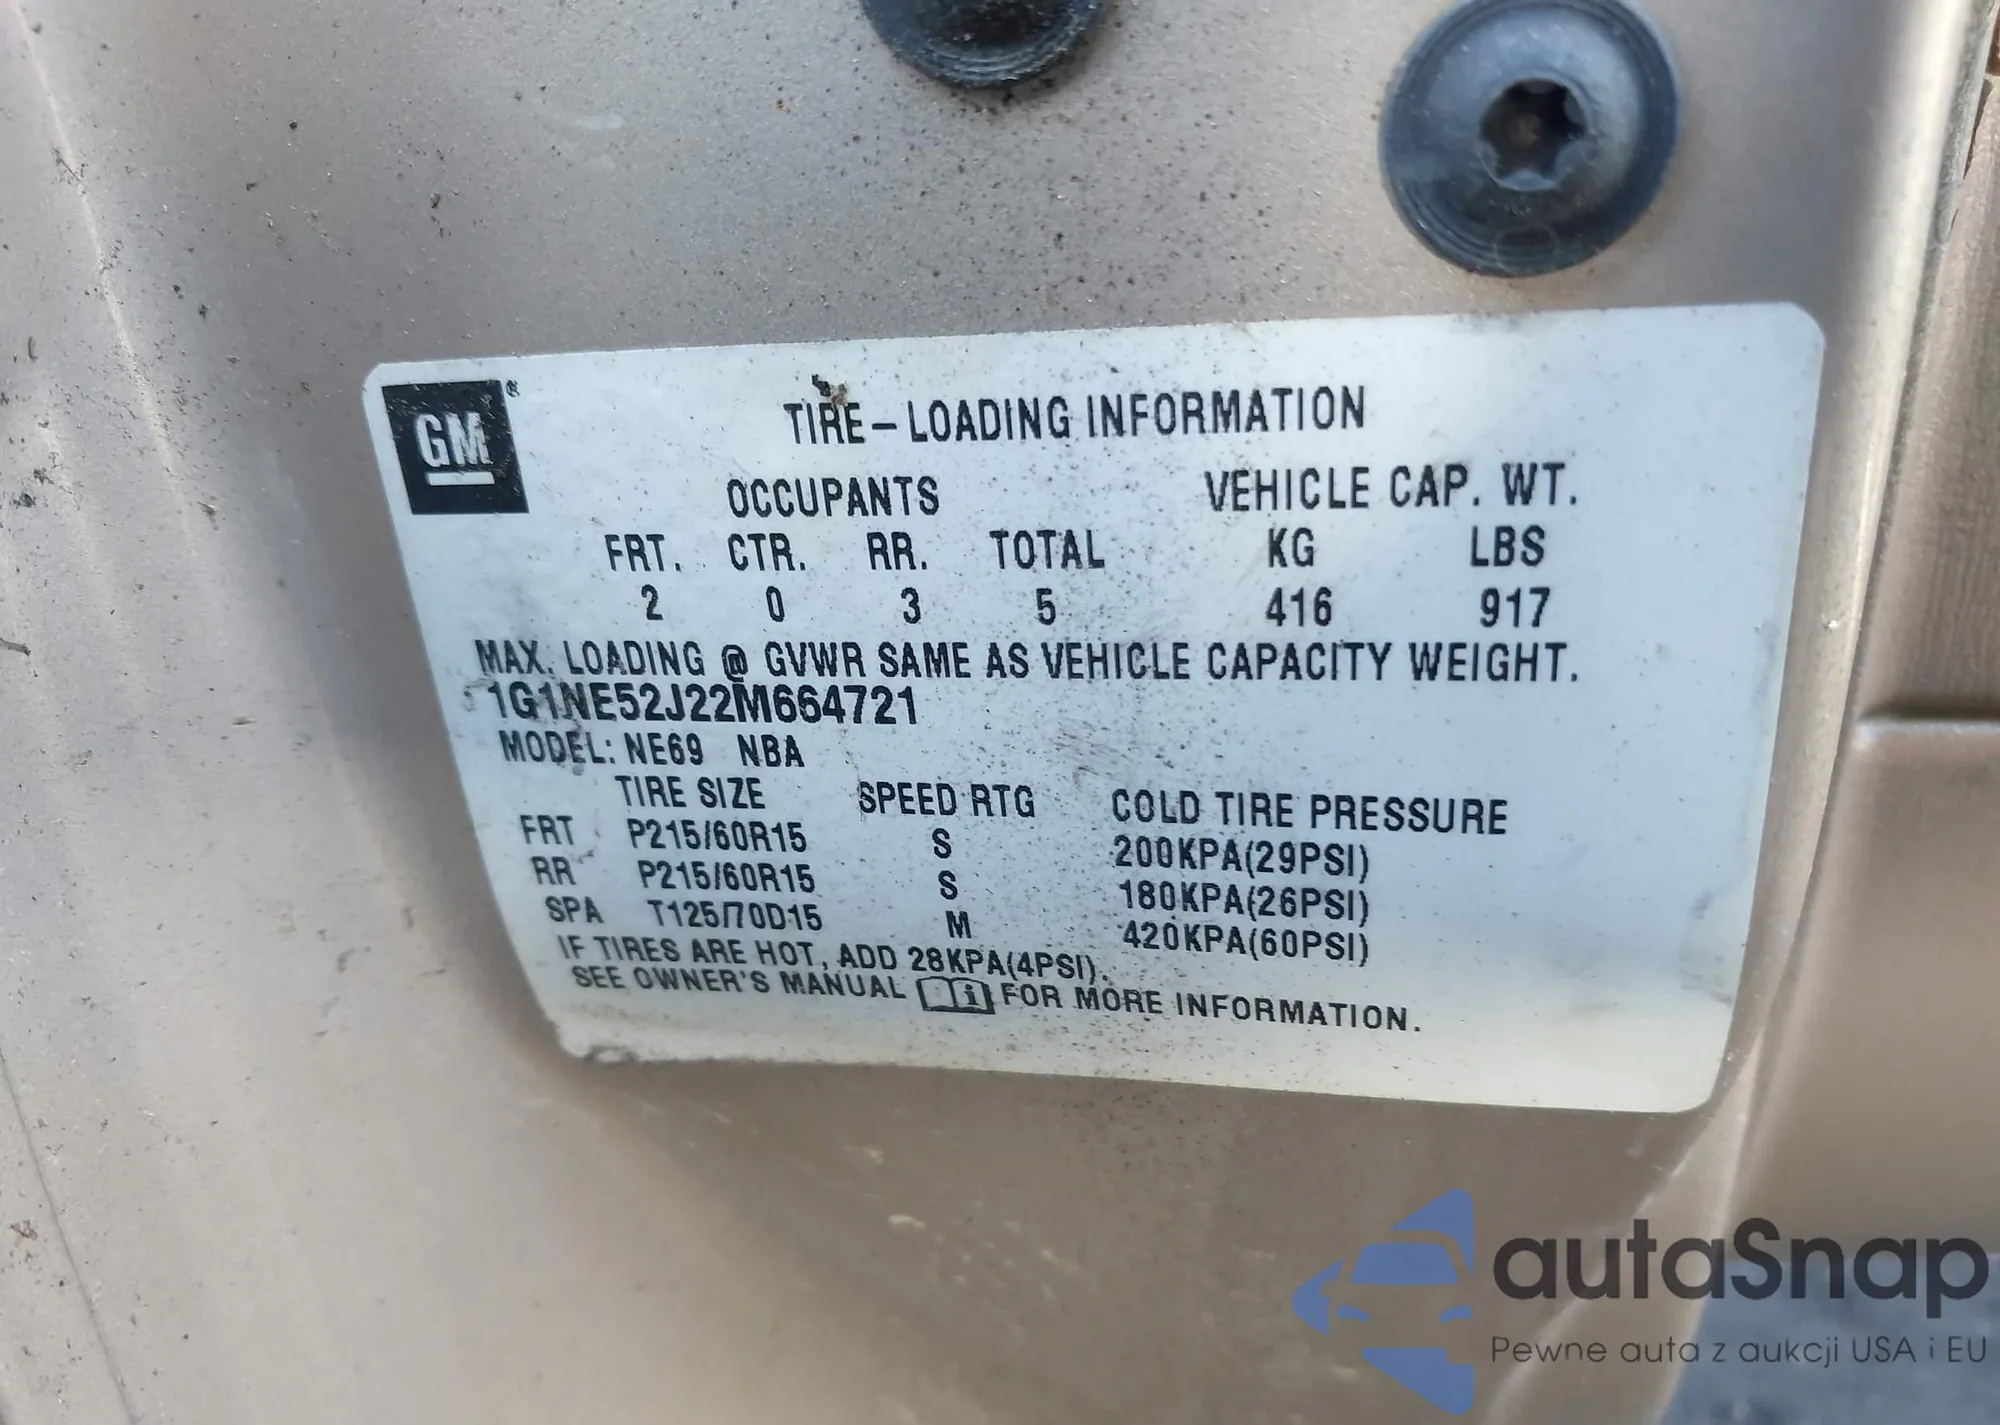 GM®
TIRE – LOADING INFORMATION
OCCUPANTS VEHICLE CAP. WT.
FRT. CTR. RR. TOTAL KG LBS
2 0 3 5 416 917
MAX. LOADING @ GVWR SAME AS VEHICLE CAPACITY WEIGHT.
1G1NE52J22M664721
MODEL: NE69 NBA
TIRE SIZE SPEED RTG COLD TIRE PRESSURE
FRT P215/60R15 S 200KPA(29PSI)
RR P215/60R15 S 180KPA(26PSI)
SPA T125/70D15 M 420KPA(60PSI)
IF TIRES ARE HOT, ADD 28KPA(4PSI).
SEE OWNER'S MANUAL i FOR MORE INFORMATION.
autaSnap
Pewne auta z aukcji USA i EU